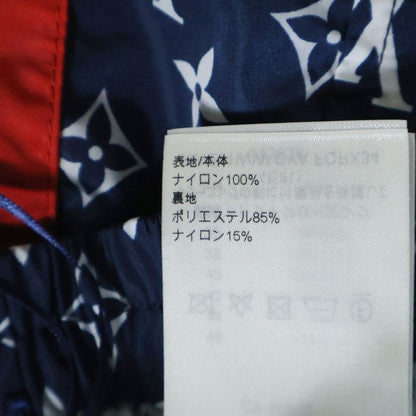 表地/本体
ナイロン100%
裏地
ポリエステル85%
ナイロン15%